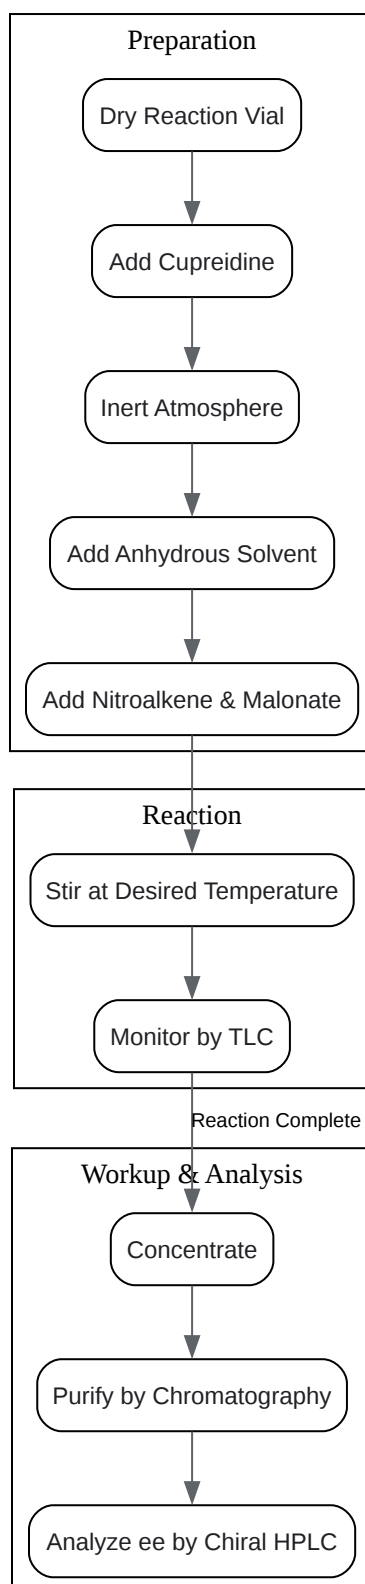 Preparation
Dry Reaction Vial
Add Cupreidine
Inert Atmosphere
Add Anhydrous Solvent
Add Nitroalkene & Malonate
Reaction
Stir at Desired Temperature
Monitor by TLC
Reaction Complete
Workup & Analysis
Concentrate
Purify by Chromatography
Analyze ee by Chiral HPLC